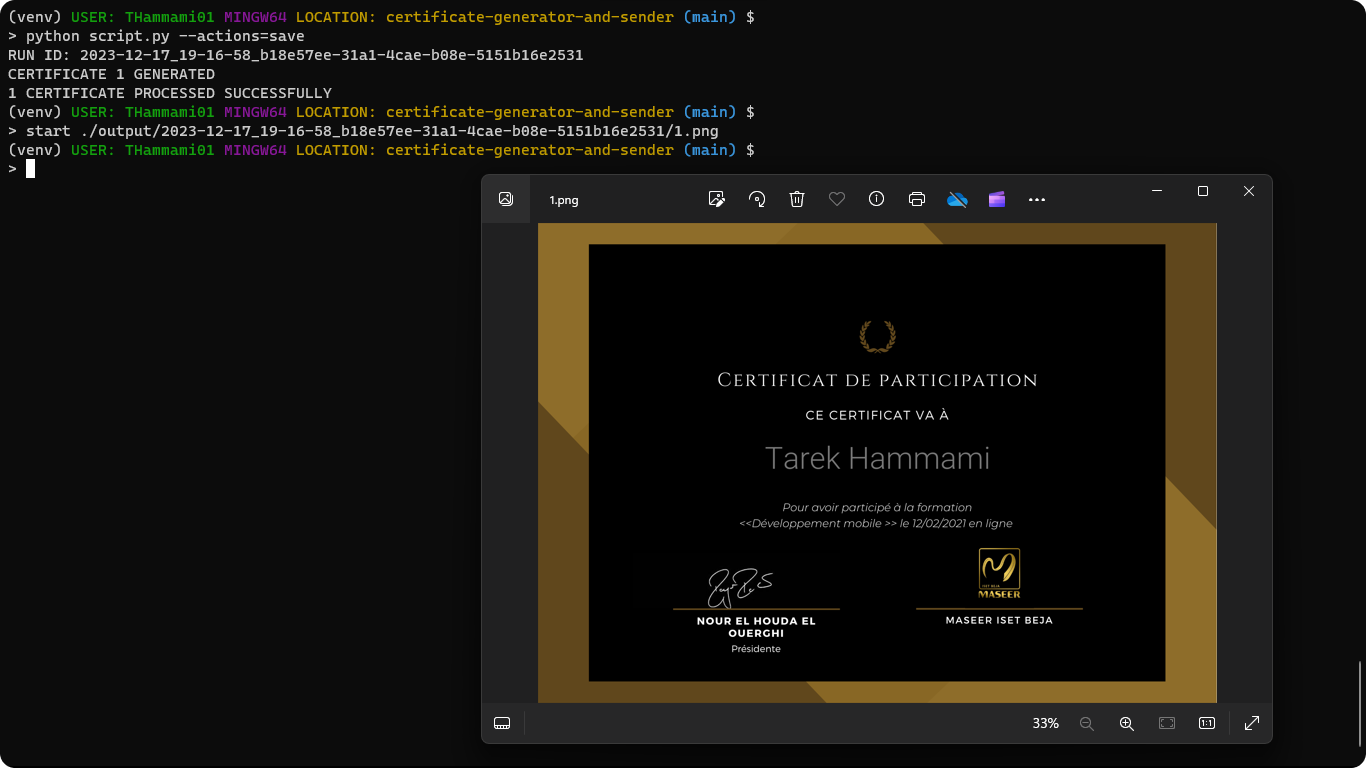 (venv) USER: THammami01 MINGW64 LOCATION: certificate-generator-and-sender (main) $
> python script.py --actions=save
RUN ID: 2023-12-17_19-16-58_b18e57ee-31a1-4cae-b08e-5151b16e2531
CERTIFICATE 1 GENERATED
1 CERTIFICATE PROCESSED SUCCESSFULLY
(venv) USER: THammami01 MINGW64 LOCATION: certificate-generator-and-sender (main) $
> start ./output/2023-12-17_19-16-58_b18e57ee-31a1-4cae-b08e-5151b16e2531/1.png
(venv) USER: THammami01 MINGW64 LOCATION: certificate-generator-and-sender (main) $
>
1.png
Certificat de participation
CE CERTIFICAT VA À
Tarek Hammami
Pour avoir participé à la formation
<<Développement mobile >> le 12/02/2021 en ligne
ISET BEJA
MASEER
NOUR EL HOUDA EL
OUERGHI
Présidente
MASEER ISET BEJA
33%
1:1